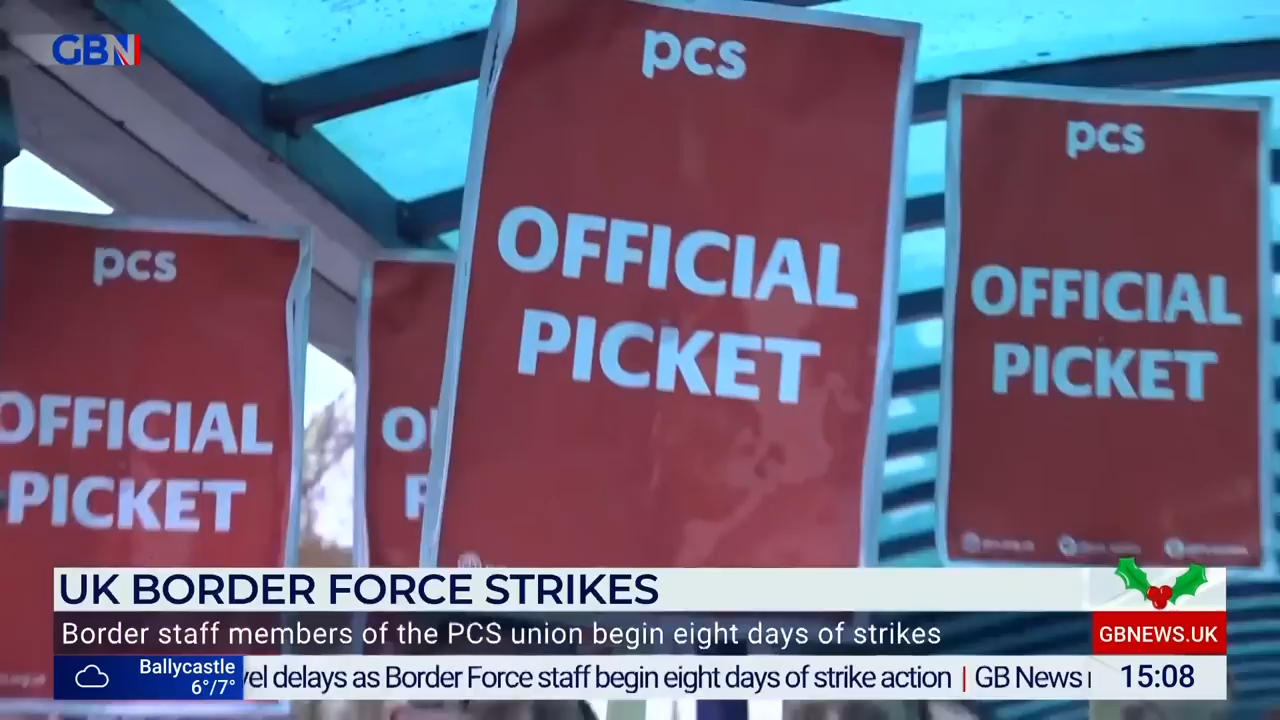 GBN
pcs
OFFICIAL
PICKET
pcs
OFFICIAL
PICKET
pcs
OFFICIAL
PICKET
UK BORDER FORCE STRIKES
Border staff members of the PCS union begin eight days of strikes
GBNEWS.UK
Ballycastle
6°/7°
delays as Border Force staff begin eight days of strike action | GB News
15:08